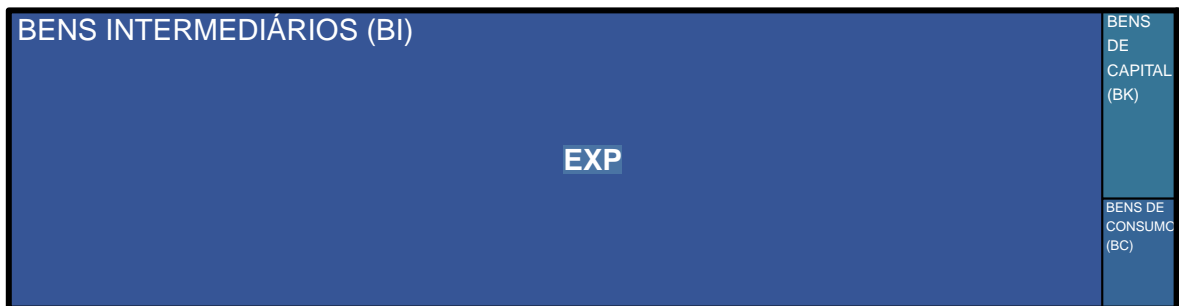 BENS INTERMEDIÁRIOS (BI)
EXP
BENS
DE
CAPITAL
(BK)
BENS DE
CONSUMO
(BC)